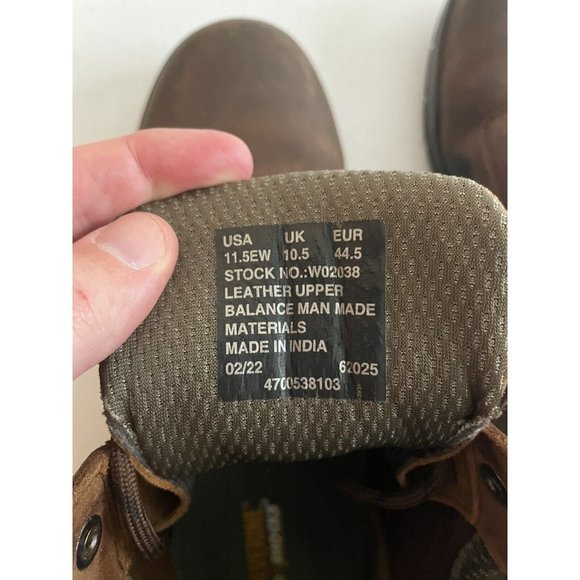 USA UK EUR
11.5EW 10.5 44.5
STOCK NO.:W02038
LEATHER UPPER
BALANCE MAN MADE
MATERIALS
MADE IN INDIA
02/22 62025
4700538103